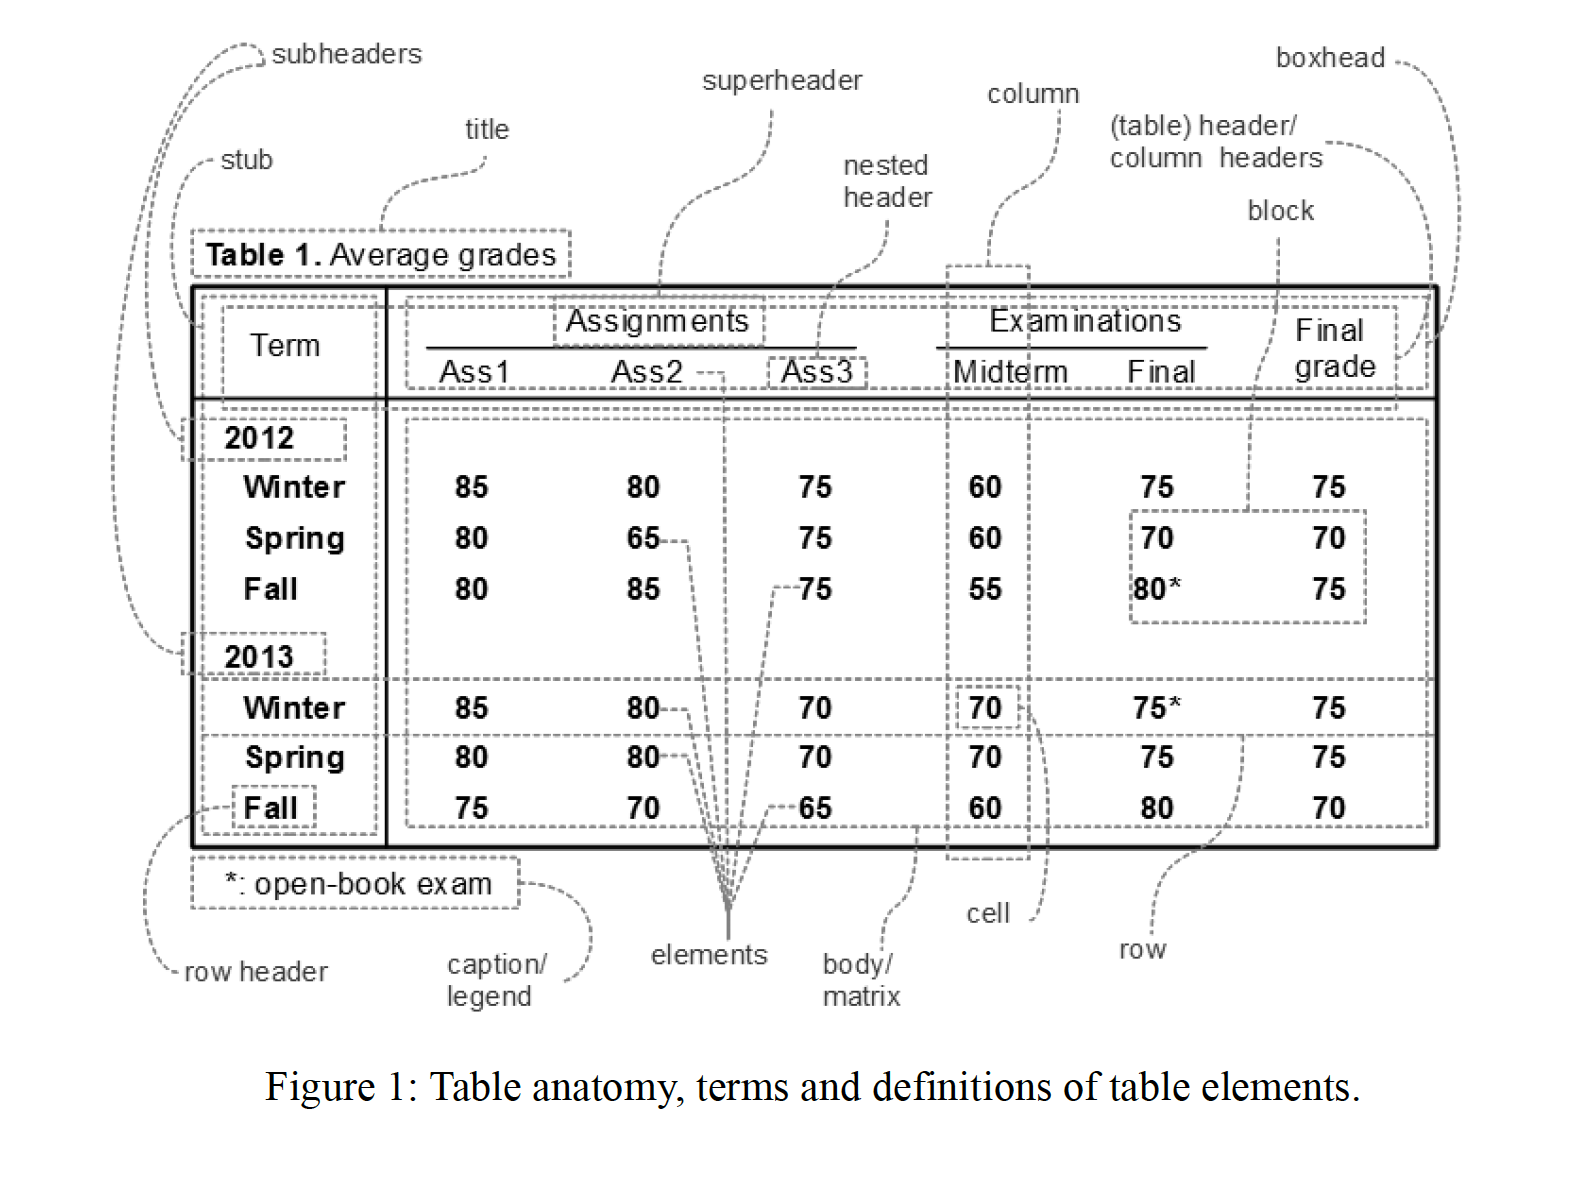 subheaders
boxhead
superheader
column
(table) header/
column headers
title
stub
nested
header
block
Table 1. Average grades
Term Assignments Examinations Final
grade
Ass1 Ass2 Ass3 Midterm Final
2012
Winter 85 80 75 60 75 75
Spring 80 65 75 60 70 70
Fall 80 85 75 55 80* 75
2013
Winter 85 80 70 70 75* 75
Spring 80 80 70 70 75 75
Fall 75 70 65 60 80 70
*: open-book exam
cell
row
elements
row header
caption/
legend
body/
matrix
Figure 1: Table anatomy, terms and definitions of table elements.